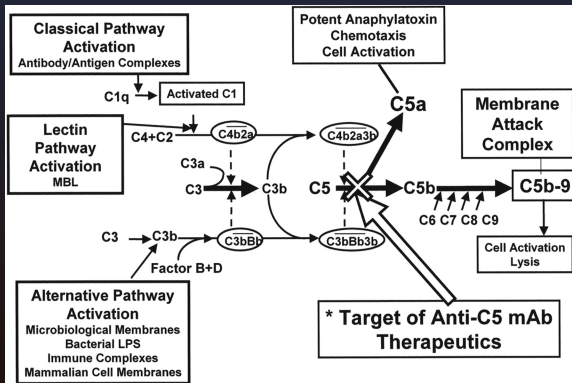 Classical Pathway
Activation
Antibody/Antigen Complexes
Potent Anaphylatoxin
Chemotaxis
Cell Activation
C1q
Activated C1
C5a
Membrane
Attack
Complex
Lectin
Pathway
Activation
MBL
C4+C2
C4b2a
C4b2a3b
C3a
C3
C3b
C5
C5b
C5b-9
C6 C7 C8 C9
C3
C3b
C3bBb
C3bBb3b
Factor B+D
Cell Activation
Lysis
Alternative Pathway
Activation
Microbiological Membranes
Bacterial LPS
Immune Complexes
Mammalian Cell Membranes
* Target of Anti-C5 mAb
Therapeutics